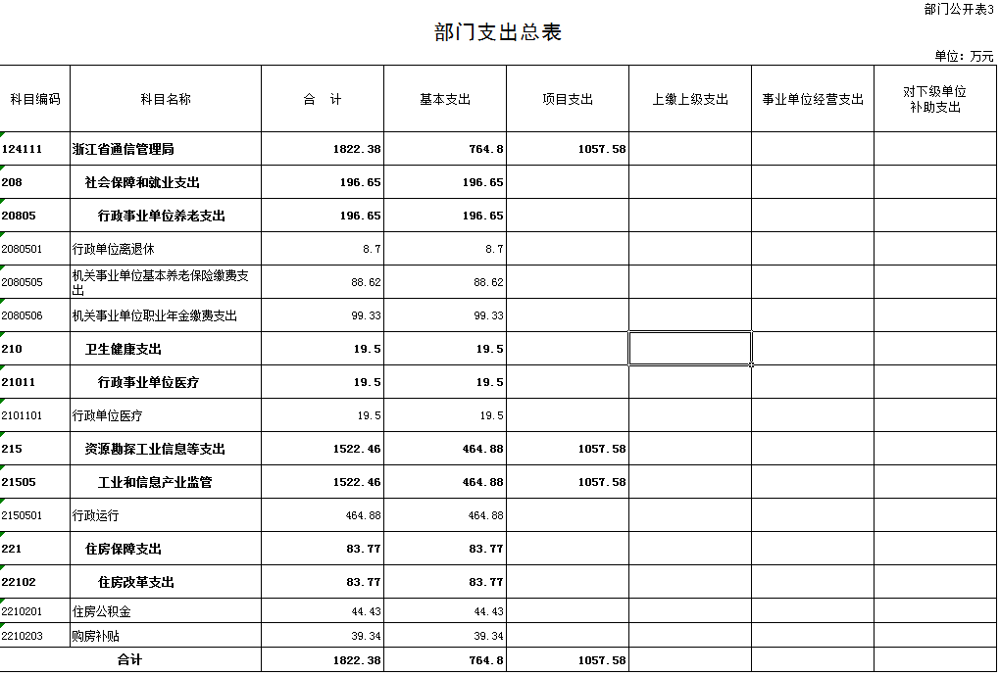 部门公开表3
部门支出总表
单位：万元
科目编码 科目名称 合 计 基本支出 项目支出 上缴上级支出 事业单位经营支出 对下级单位
补助支出
124111 浙江省通信管理局 1822.38 764.8 1057.58
208 社会保障和就业支出 196.65 196.65
20805 行政事业单位养老支出 196.65 196.65
2080501 行政单位离退休 8.7 8.7
2080505 机关事业单位基本养老保险缴费支
出 88.62 88.62
2080506 机关事业单位职业年金缴费支出 99.33 99.33
210 卫生健康支出 19.5 19.5
21011 行政事业单位医疗 19.5 19.5
2101101 行政单位医疗 19.5 19.5
215 资源勘探工业信息等支出 1522.46 464.88 1057.58
21505 工业和信息产业监管 1522.46 464.88 1057.58
2150501 行政运行 464.88 464.88
221 住房保障支出 83.77 83.77
22102 住房改革支出 83.77 83.77
2210201 住房公积金 44.43 44.43
2210203 购房补贴 39.34 39.34
合计 1822.38 764.8 1057.58